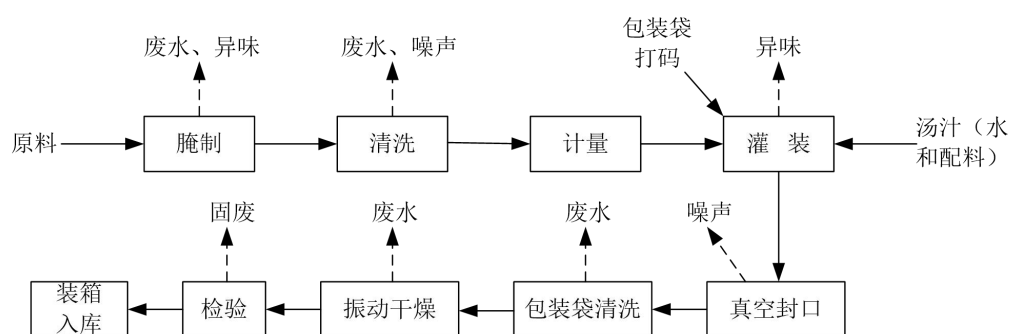 废水、异味
废水、噪声
包装袋
打码
异味
原料
腌制
清洗
计量
灌 装
汤汁（水
和配料）
固废
废水
废水
噪声
装箱
入库
检验
振动干燥
包装袋清洗
真空封口